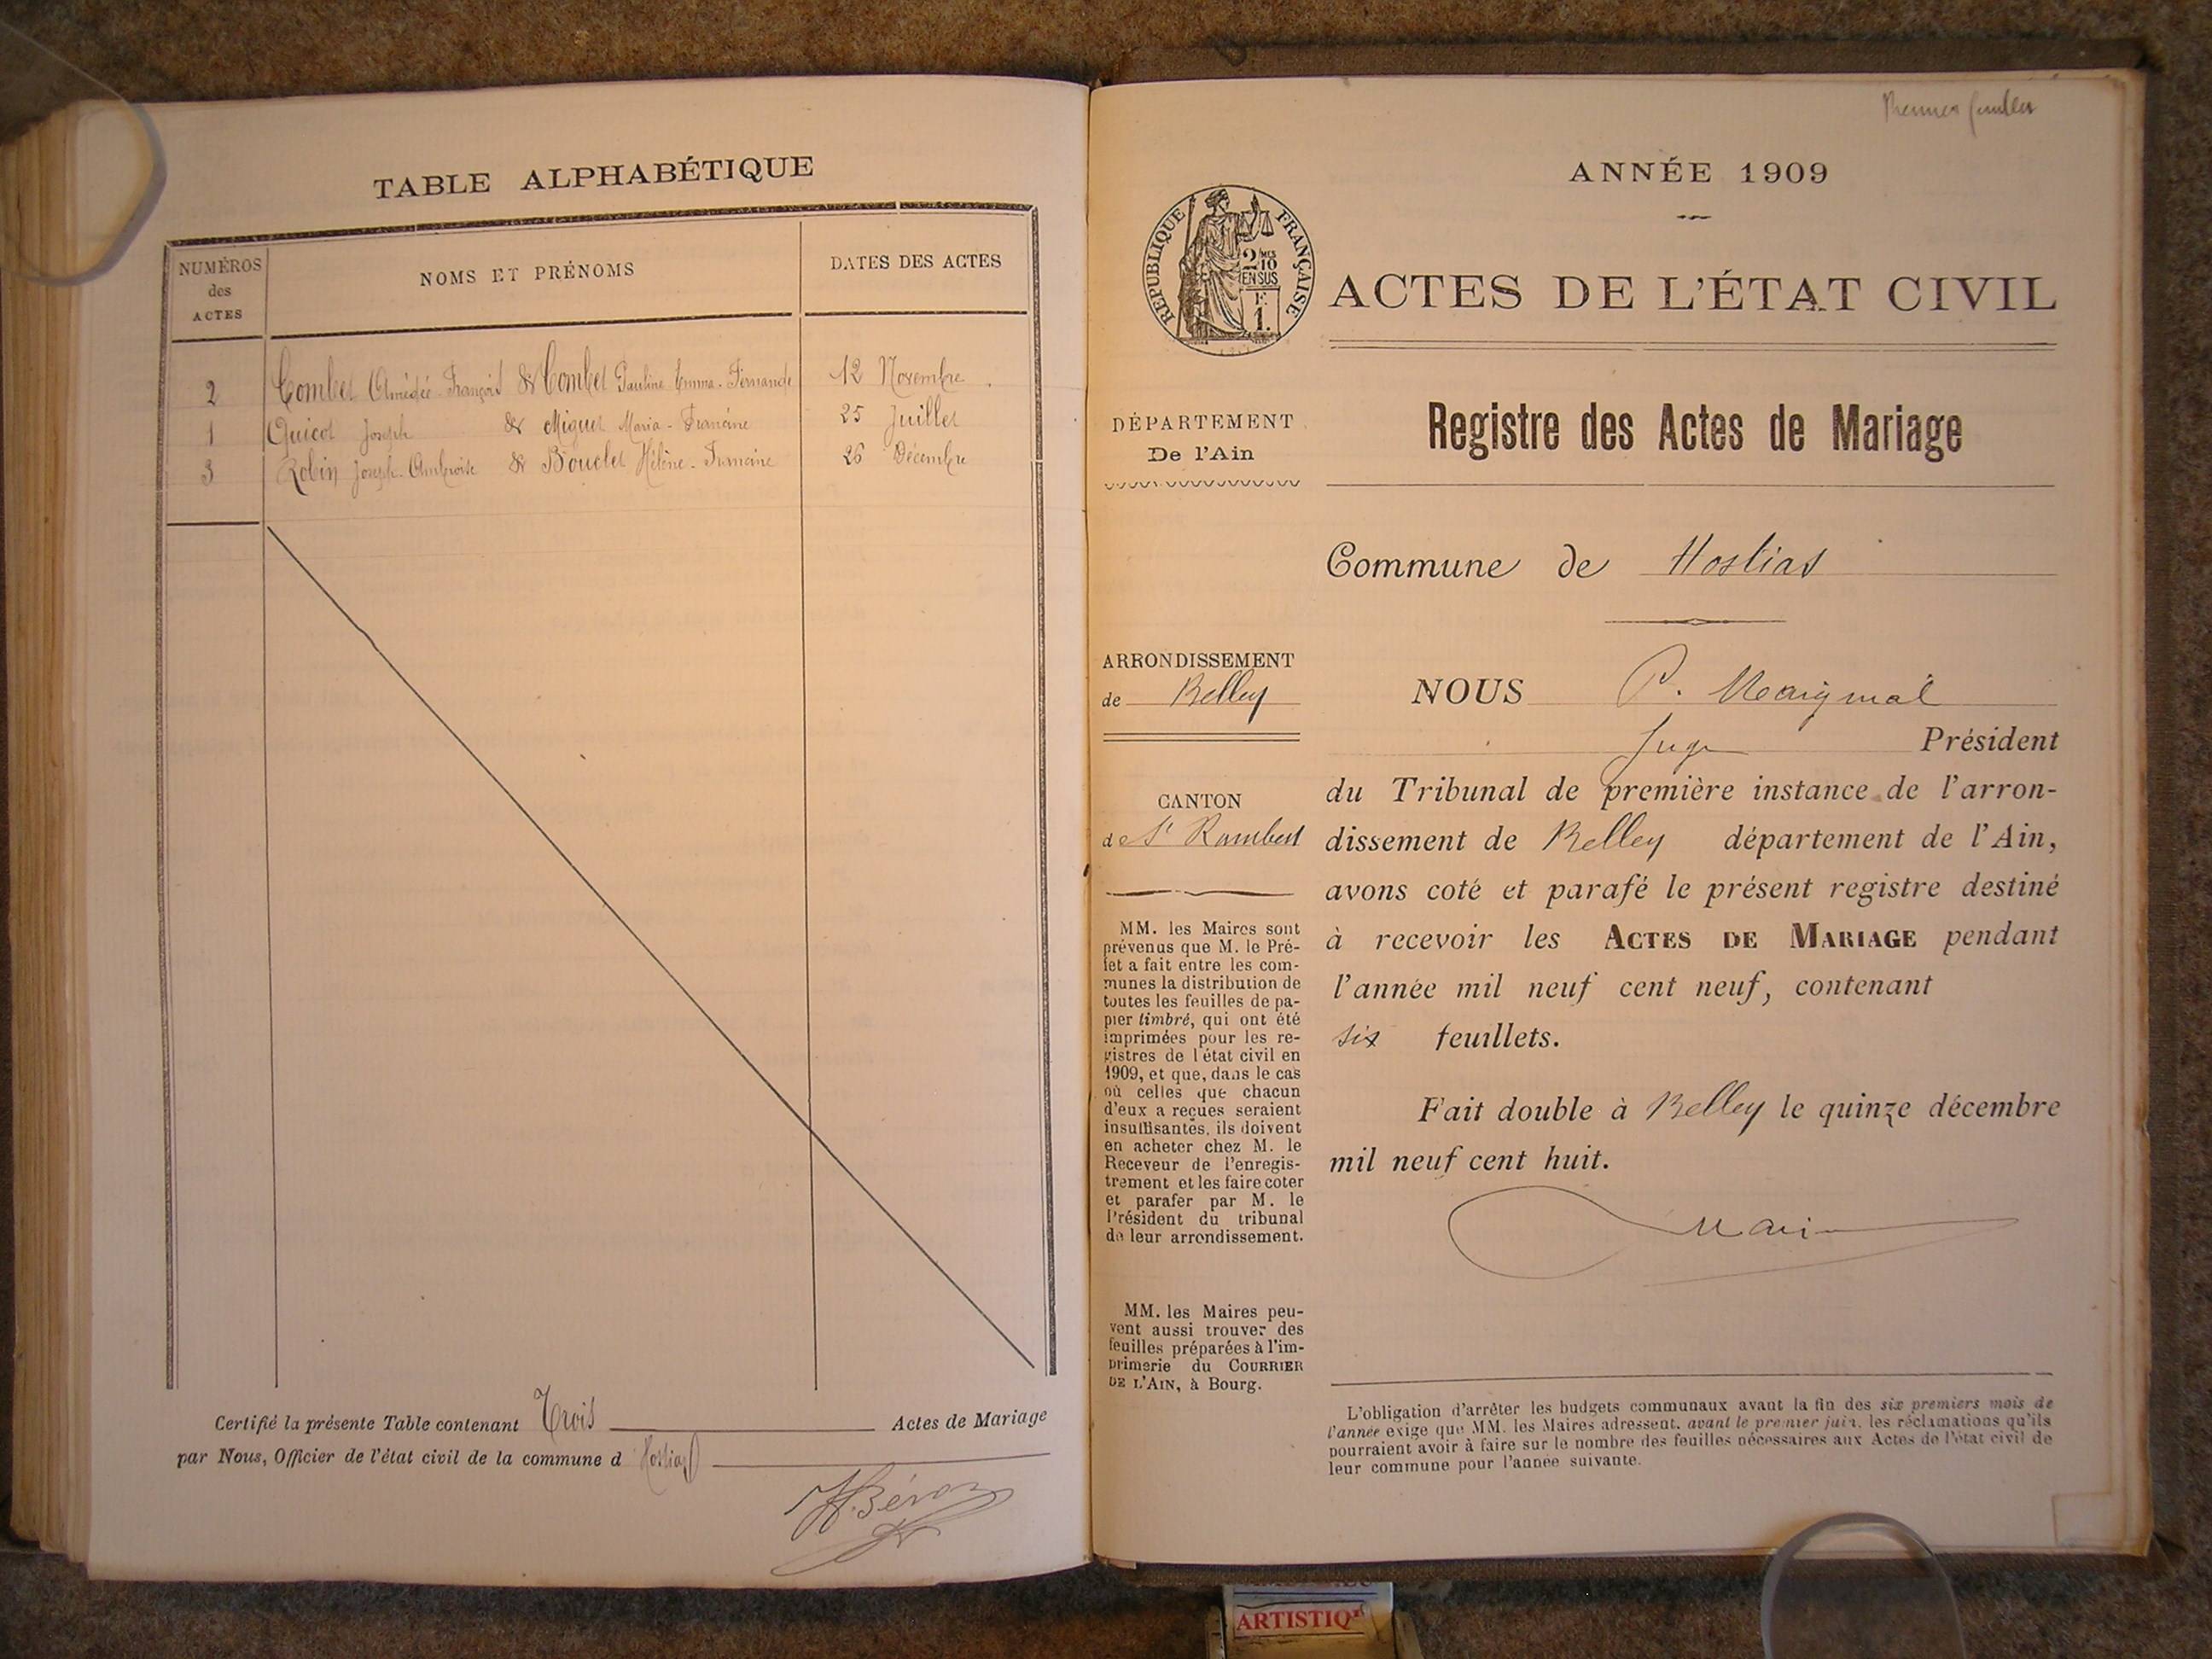 TABLE ALPHABÉTIQUE
NUMÉROS
des
ACTES
NOMS ET PRÉNOMS
DATES DES ACTES
2 Combet Amédée François & Combet Pauline Emma-Fernande 12 Novembre
1 Quicot Joseph & Miguet Maria-Francine 25 Juillet
3 Robin Joseph-Ambroise & Bouclet Hélène-Francine 26 Décembre
Certifié la présente Table contenant Trois Actes de Mariage
par Nous, Officier de l'état civil de la commune d Hostias
Premier feuillet
ANNÉE 1909
RÉPUBLIQUE FRANÇAISE
2 MES
10
EN SUS
F.
1.
ACTES DE L'ÉTAT CIVIL
DÉPARTEMENT
De l'Ain
Registre des Actes de Mariage
Commune de Hostias
ARRONDISSEMENT
de Belley
CANTON
de St Rambert
MM. les Maires sont
prévenus que M. le Pré-
fet a fait entre les com-
munes la distribution de
toutes les feuilles de pa-
pier timbré, qui ont été
imprimées pour les re-
gistres de l'état civil en
1909, et que, dans le cas
où celles que chacun
d'eux a reçues seraient
insuffisantes, ils doivent
en acheter chez M. le
Receveur de l'enregis-
trement et les faire coter
et parafer par M. le
Président du tribunal
de leur arrondissement.
MM. les Maires peu-
vent aussi trouver des
feuilles préparées à l'im-
primerie du COURRIER
DE L'AIN, à Bourg.
NOUS P. Maignial
Juge Président
du Tribunal de première instance de l'arron-
dissement de Belley département de l'Ain,
avons coté et parafé le présent registre destiné
à recevoir les ACTES DE MARIAGE pendant
l'année mil neuf cent neuf, contenant
six feuillets.
Fait double à Belley le quinze décembre
mil neuf cent huit.
L'obligation d'arrêter les budgets communaux avant la fin des six premiers mois de
l'année exige que MM. les Maires adressent, avant le premier juin, les réclamations qu'ils
pourraient avoir à faire sur le nombre des feuilles nécessaires aux Actes de l'état civil de
leur commune pour l'année suivante.